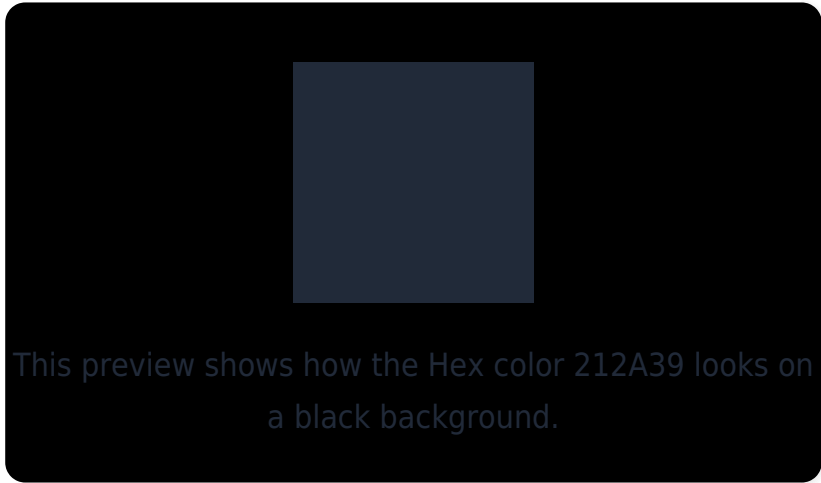 This preview shows how the Hex color 212A39 looks on
a black background.